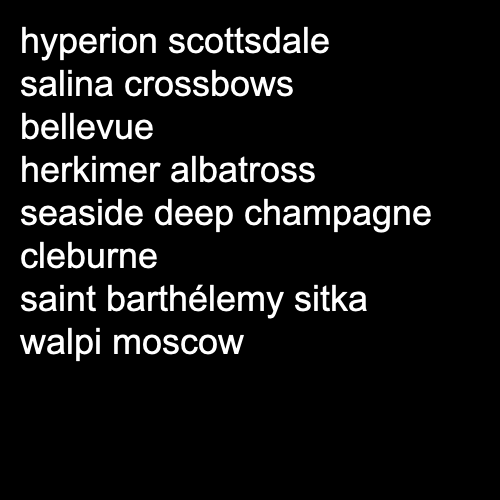 hyperion scottsdale
salina crossbows
bellevue
herkimer albatross
seaside deep champagne
cleburne
saint barthélemy sitka
walpi moscow